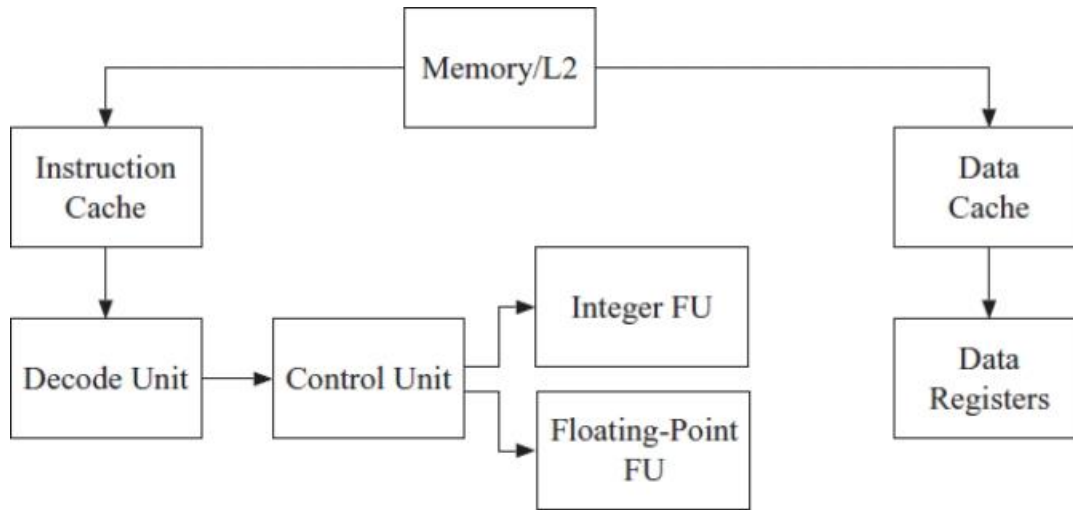 Memory/L2
Instruction
Cache
Data
Cache
Integer FU
Decode Unit
Control Unit
Data
Registers
Floating-Point
FU